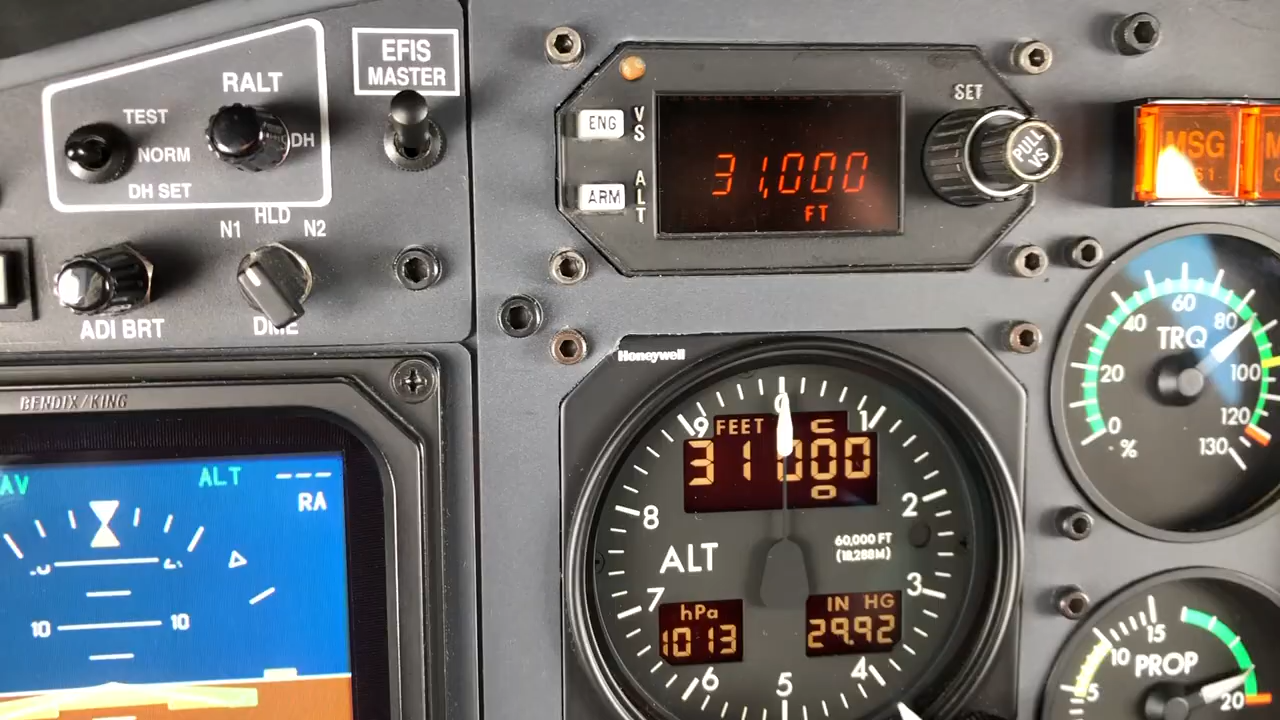 EFIS
MASTER
RALT
TEST
NORM
DH
DH SET
N1 HLD N2
ADI BRT
DME
ENG
VS
ARM
ALT
31,000
FT
SET
PULL
VS
MSG
BENDIX/KING
ALT ---
RA
10 10
Honeywell
0
9 1
FEET
31000
8 2
60,000 FT
(18,288M)
ALT
7 3
hPa
1013
IN HG
29.92
6 4
5
60
40 80
TRQ
20 100
0 120
% 130
15
10 PROP
5 20